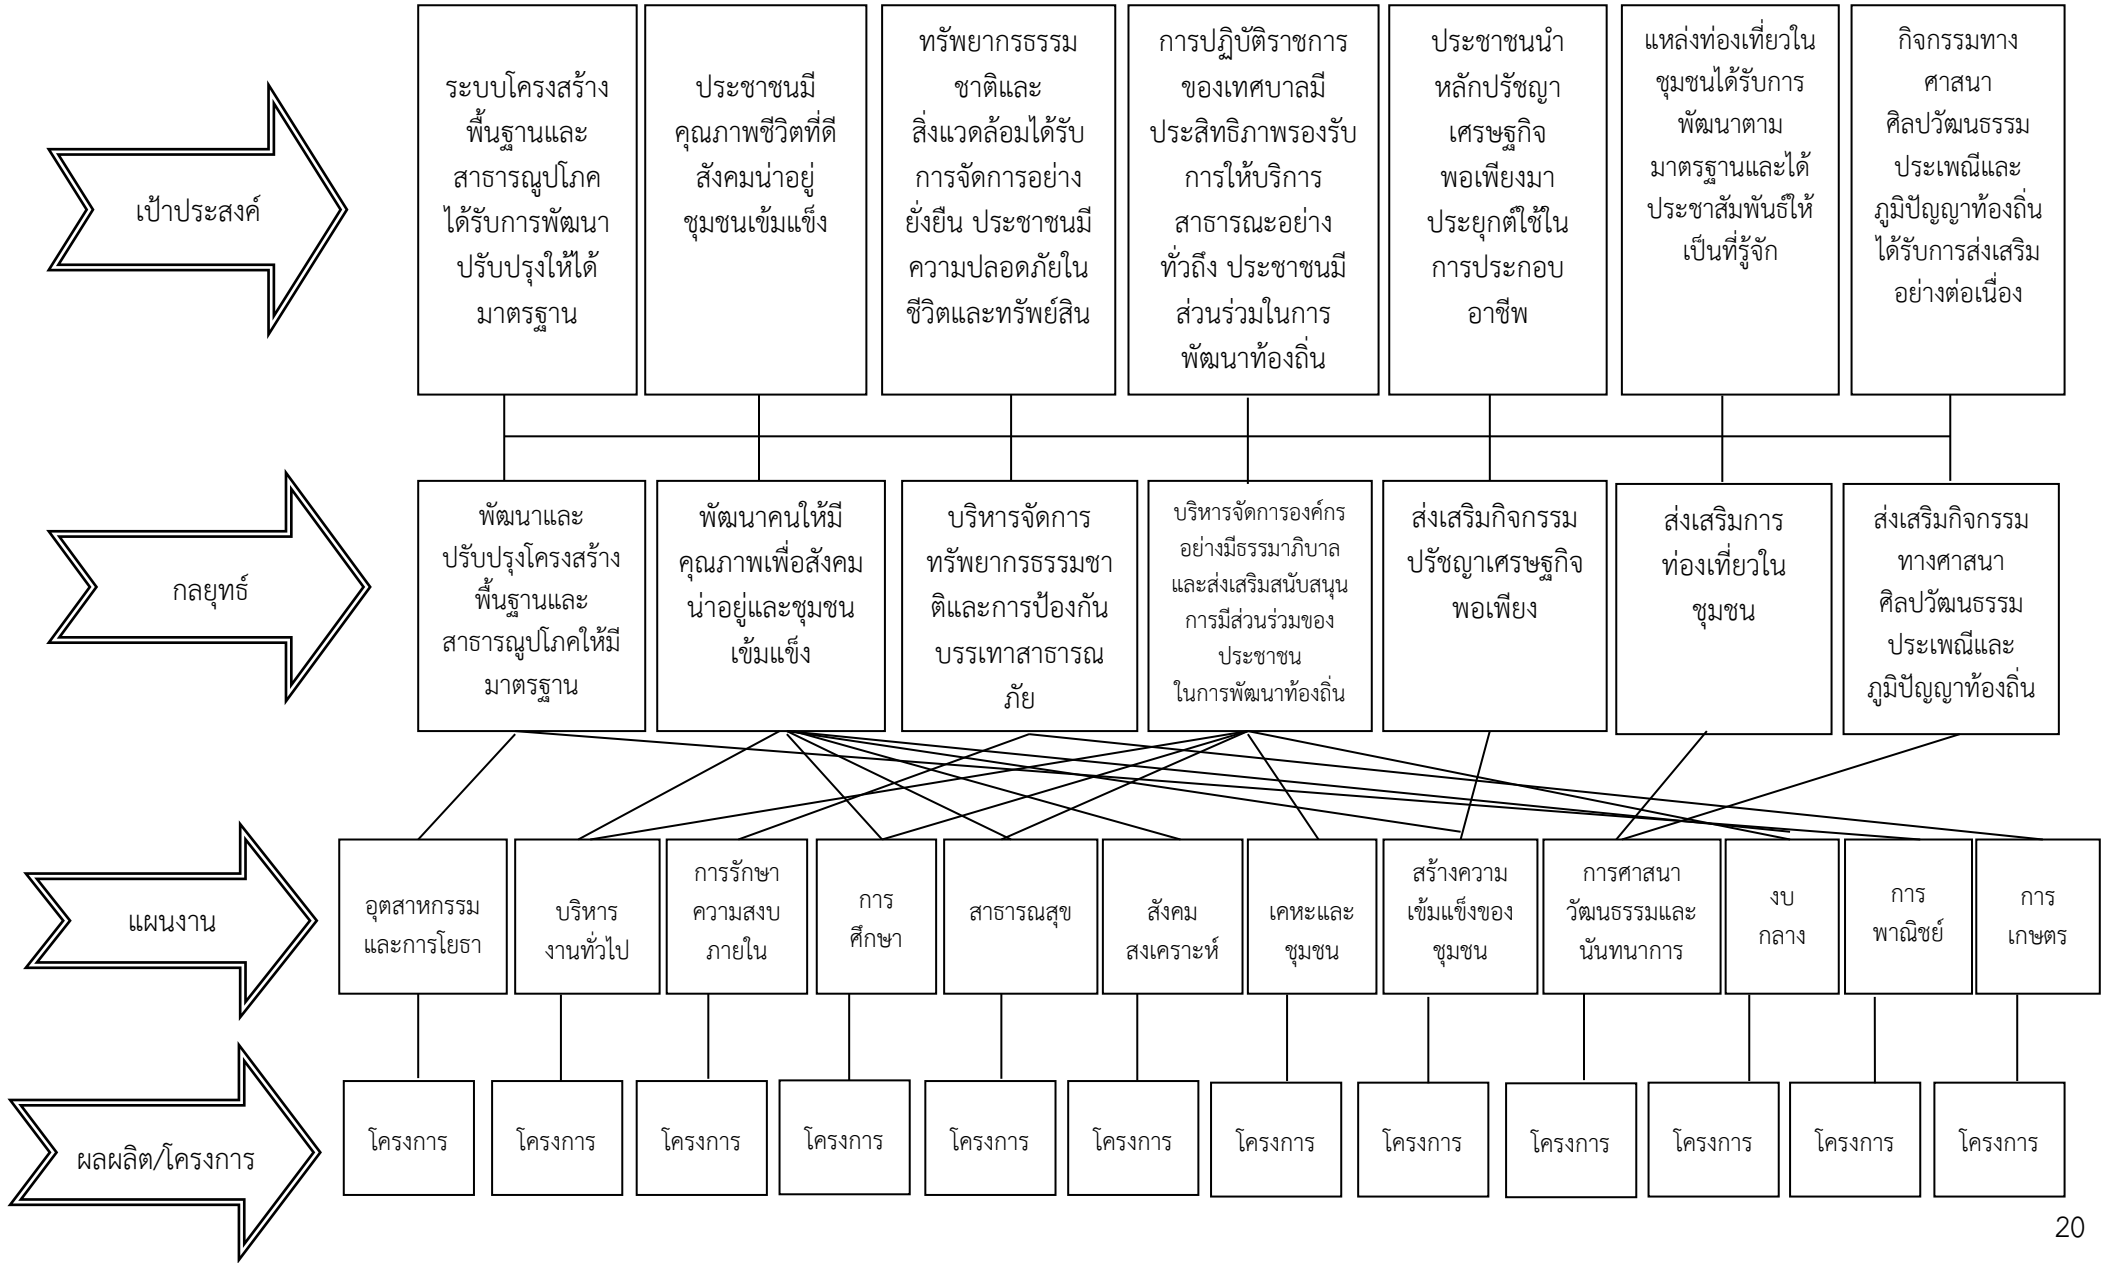 เป้าประสงค์
ระบบโครงสร้าง
พื้นฐานและ
สาธารณูปโภค
ได้รับการพัฒนา
ปรับปรุงให้ได้
มาตรฐาน
ประชาชนมี
คุณภาพชีวิตที่ดี
สังคมน่าอยู่
ชุมชนเข้มแข็ง
ทรัพยากรธรรม
ชาติและ
สิ่งแวดล้อมได้รับ
การจัดการอย่าง
ยั่งยืน ประชาชนมี
ความปลอดภัยใน
ชีวิตและทรัพย์สิน
การปฏิบัติราชการ
ของเทศบาลมี
ประสิทธิภาพรองรับ
การให้บริการ
สาธารณะอย่าง
ทั่วถึง ประชาชนมี
ส่วนร่วมในการ
พัฒนาท้องถิ่น
ประชาชนนำ
หลักปรัชญา
เศรษฐกิจ
พอเพียงมา
ประยุกต์ใช้ใน
การประกอบ
อาชีพ
แหล่งท่องเที่ยวใน
ชุมชนได้รับการ
พัฒนาตาม
มาตรฐานและได้
ประชาสัมพันธ์ให้
เป็นที่รู้จัก
กิจกรรมทาง
ศาสนา
ศิลปวัฒนธรรม
ประเพณีและ
ภูมิปัญญาท้องถิ่น
ได้รับการส่งเสริม
อย่างต่อเนื่อง
กลยุทธ์
พัฒนาและ
ปรับปรุงโครงสร้าง
พื้นฐานและ
สาธารณูปโภคให้มี
มาตรฐาน
พัฒนาคนให้มี
คุณภาพเพื่อสังคม
น่าอยู่และชุมชน
เข้มแข็ง
บริหารจัดการ
ทรัพยากรธรรมชา
ติและการป้องกัน
บรรเทาสาธารณ
ภัย
บริหารจัดการองค์กร
อย่างมีธรรมาภิบาล
และส่งเสริมสนับสนุน
การมีส่วนร่วมของ
ประชาชน
ในการพัฒนาท้องถิ่น
ส่งเสริมกิจกรรม
ปรัชญาเศรษฐกิจ
พอเพียง
ส่งเสริมการ
ท่องเที่ยวใน
ชุมชน
ส่งเสริมกิจกรรม
ทางศาสนา
ศิลปวัฒนธรรม
ประเพณีและ
ภูมิปัญญาท้องถิ่น
แผนงาน
อุตสาหกรรม
และการโยธา
บริหาร
งานทั่วไป
การรักษา
ความสงบ
ภายใน
การ
ศึกษา
สาธารณสุข
สังคม
สงเคราะห์
เคหะและ
ชุมชน
สร้างความ
เข้มแข็งของ
ชุมชน
การศาสนา
วัฒนธรรมและ
นันทนาการ
งบ
กลาง
การ
พาณิชย์
การ
เกษตร
ผลผลิต/โครงการ
โครงการ
โครงการ
โครงการ
โครงการ
โครงการ
โครงการ
โครงการ
โครงการ
โครงการ
โครงการ
โครงการ
โครงการ
20